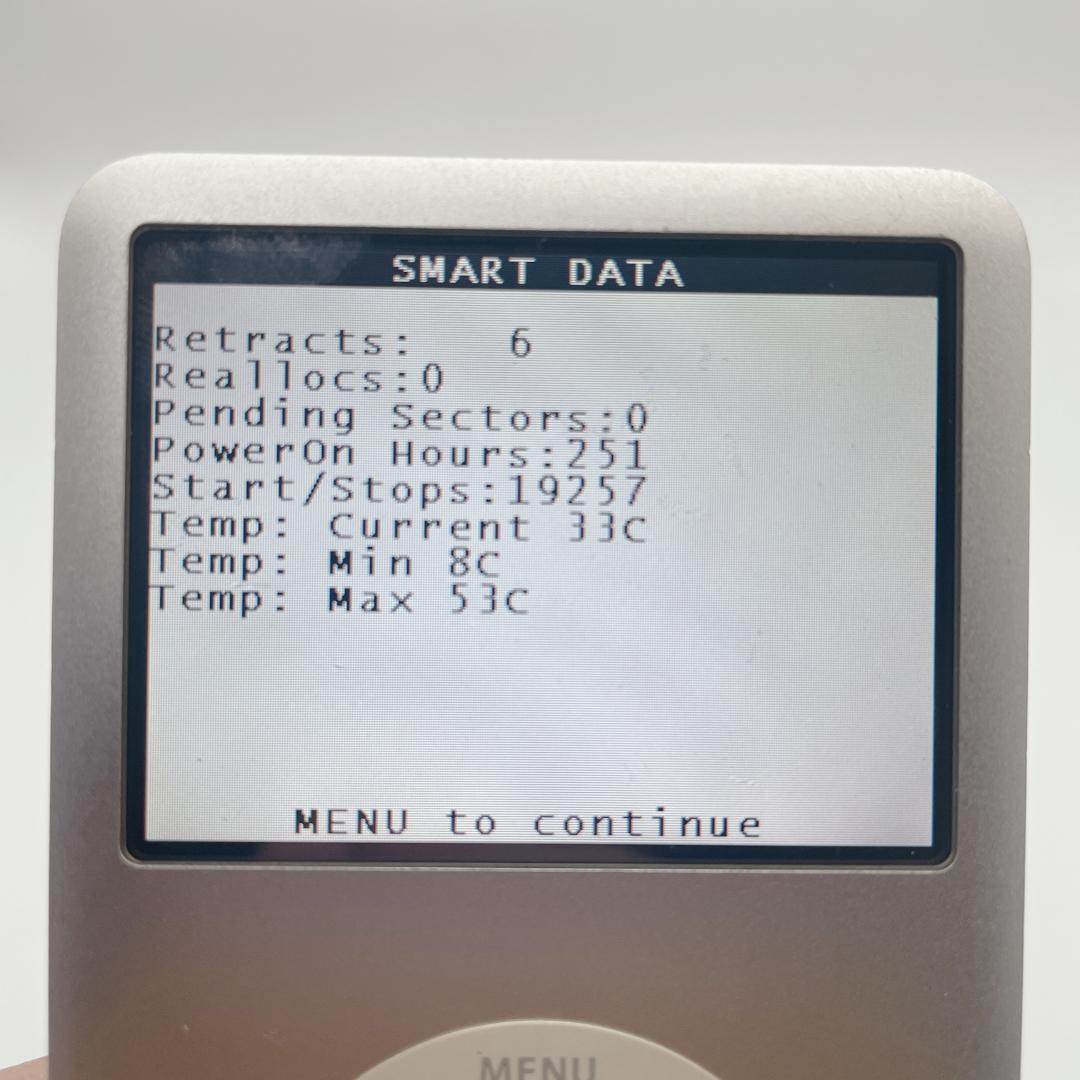 SMART DATA
Retracts: 6
Reallocs:0
Pending Sectors:0
PowerOn Hours:251
Start/Stops:19257
Temp: Current 33C
Temp: Min 8C
Temp: Max 53C
MENU to continue
MENU